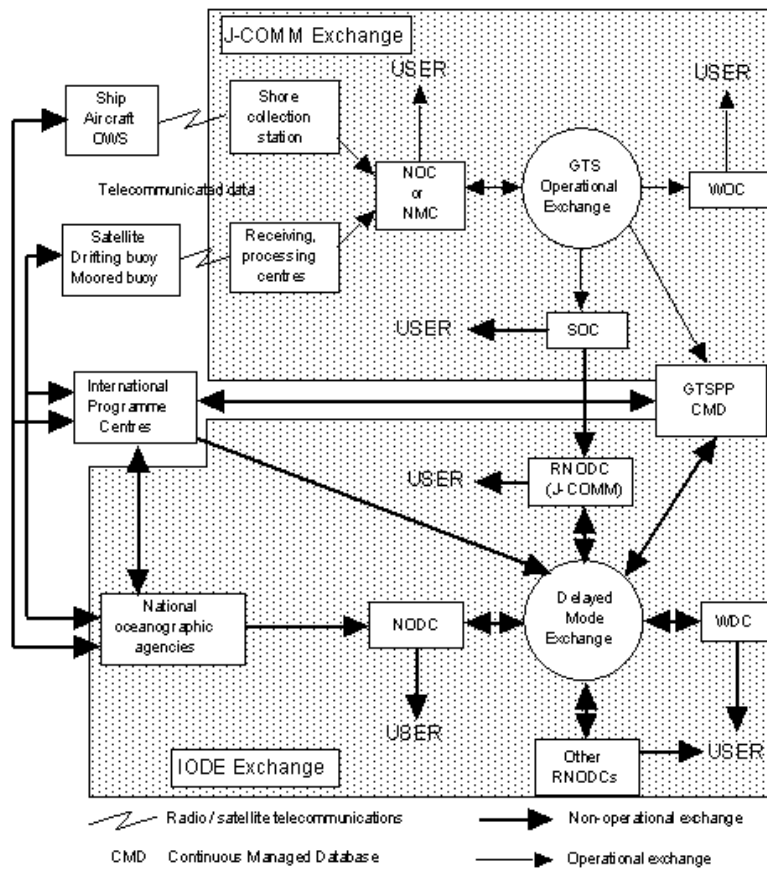 J-COMM Exchange
USER
USER
Ship
Aircraft
OWS
Shore
collection
station
NOC
or
NMC
GTS
Operational
Exchange
WOC
Telecommunicated data
Satellite
Drifting buoy
Moored buoy
Receiving,
processing
centres
USER
SOC
International
Programme
Centres
GTSPP
CMD
USER
RNODC
(J-COMM)
National
oceanographic
agencies
NODC
Delayed
Mode
Exchange
WDC
USER
USER
IODE Exchange
Other
RNODCs
Radio / satellite telecommunications
Non-operational exchange
CMD Continuous Managed Database
Operational exchange